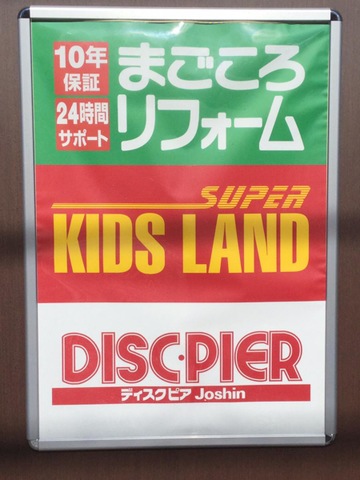 10年
保証
24時間
サポート
まごころ
リフォーム
SUPER
KIDS LAND
DISC・PIER
ディスクピア Joshin